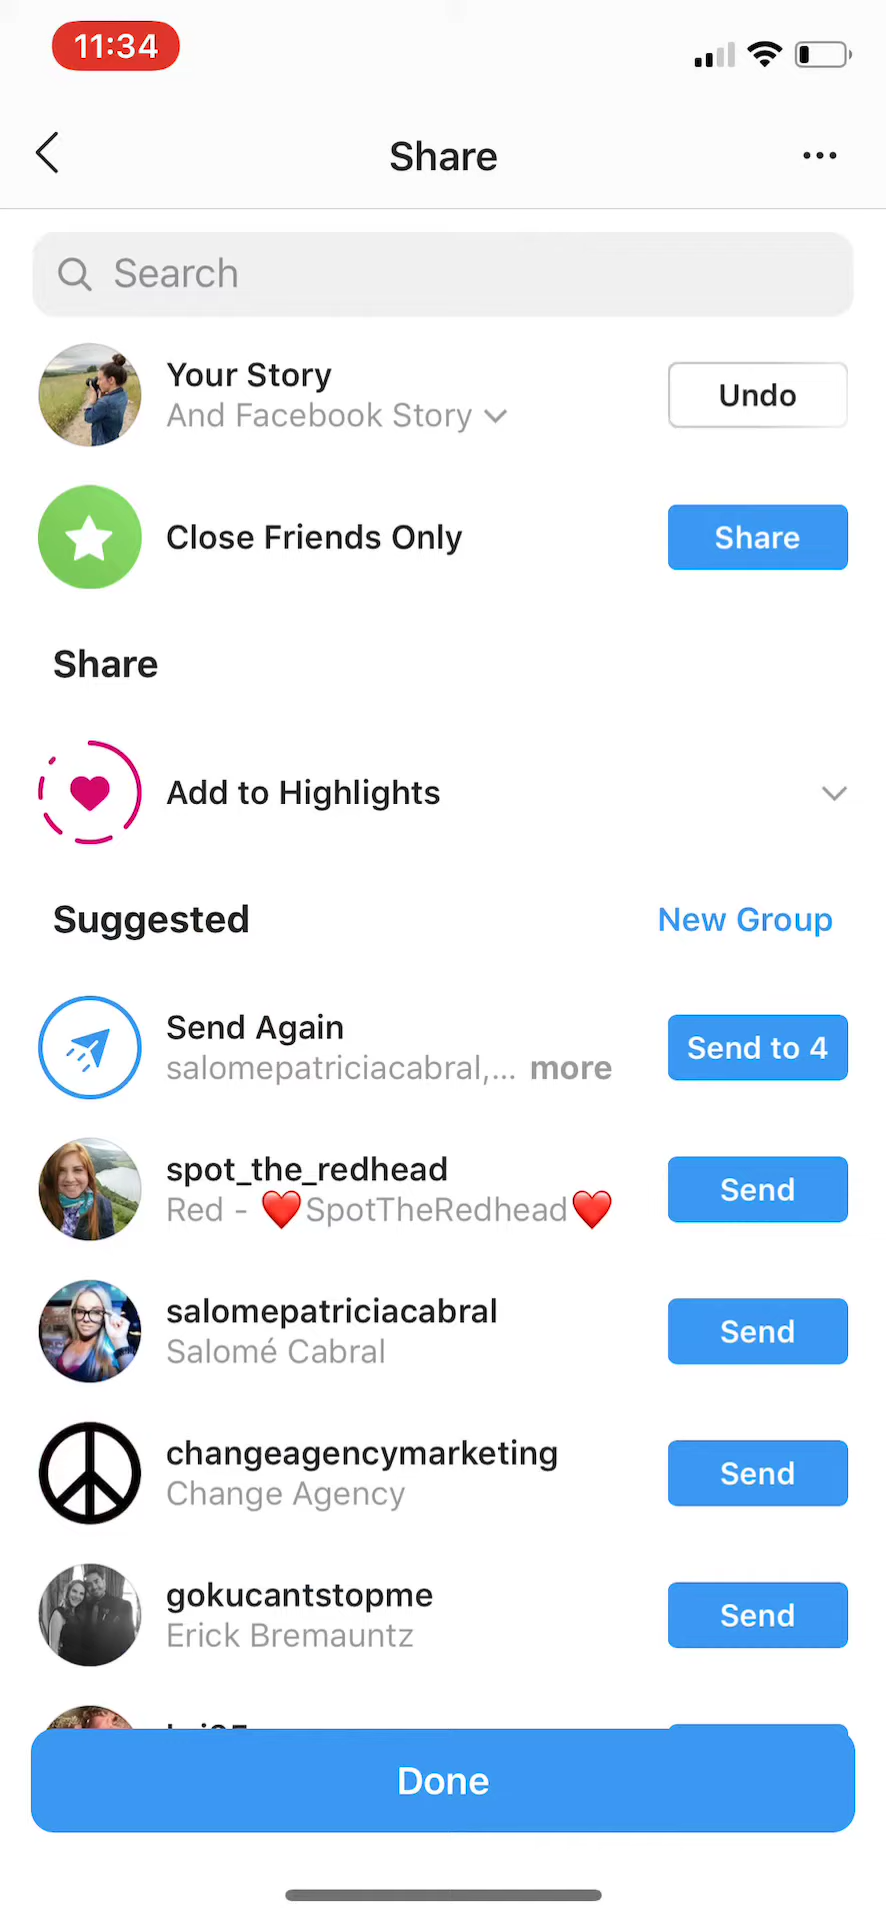 11:34
Share
Search
Your Story
And Facebook Story
Undo
Close Friends Only
Share
Share
Add to Highlights
Suggested
New Group
Send Again
salomepatriciacabral,... more
Send to 4
spot_the_redhead
Red - ❤️SpotTheRedhead❤️
Send
salomepatriciacabral
Salomé Cabral
Send
changeagencymarketing
Change Agency
Send
gokucantstopme
Erick Bremauntz
Send
Done